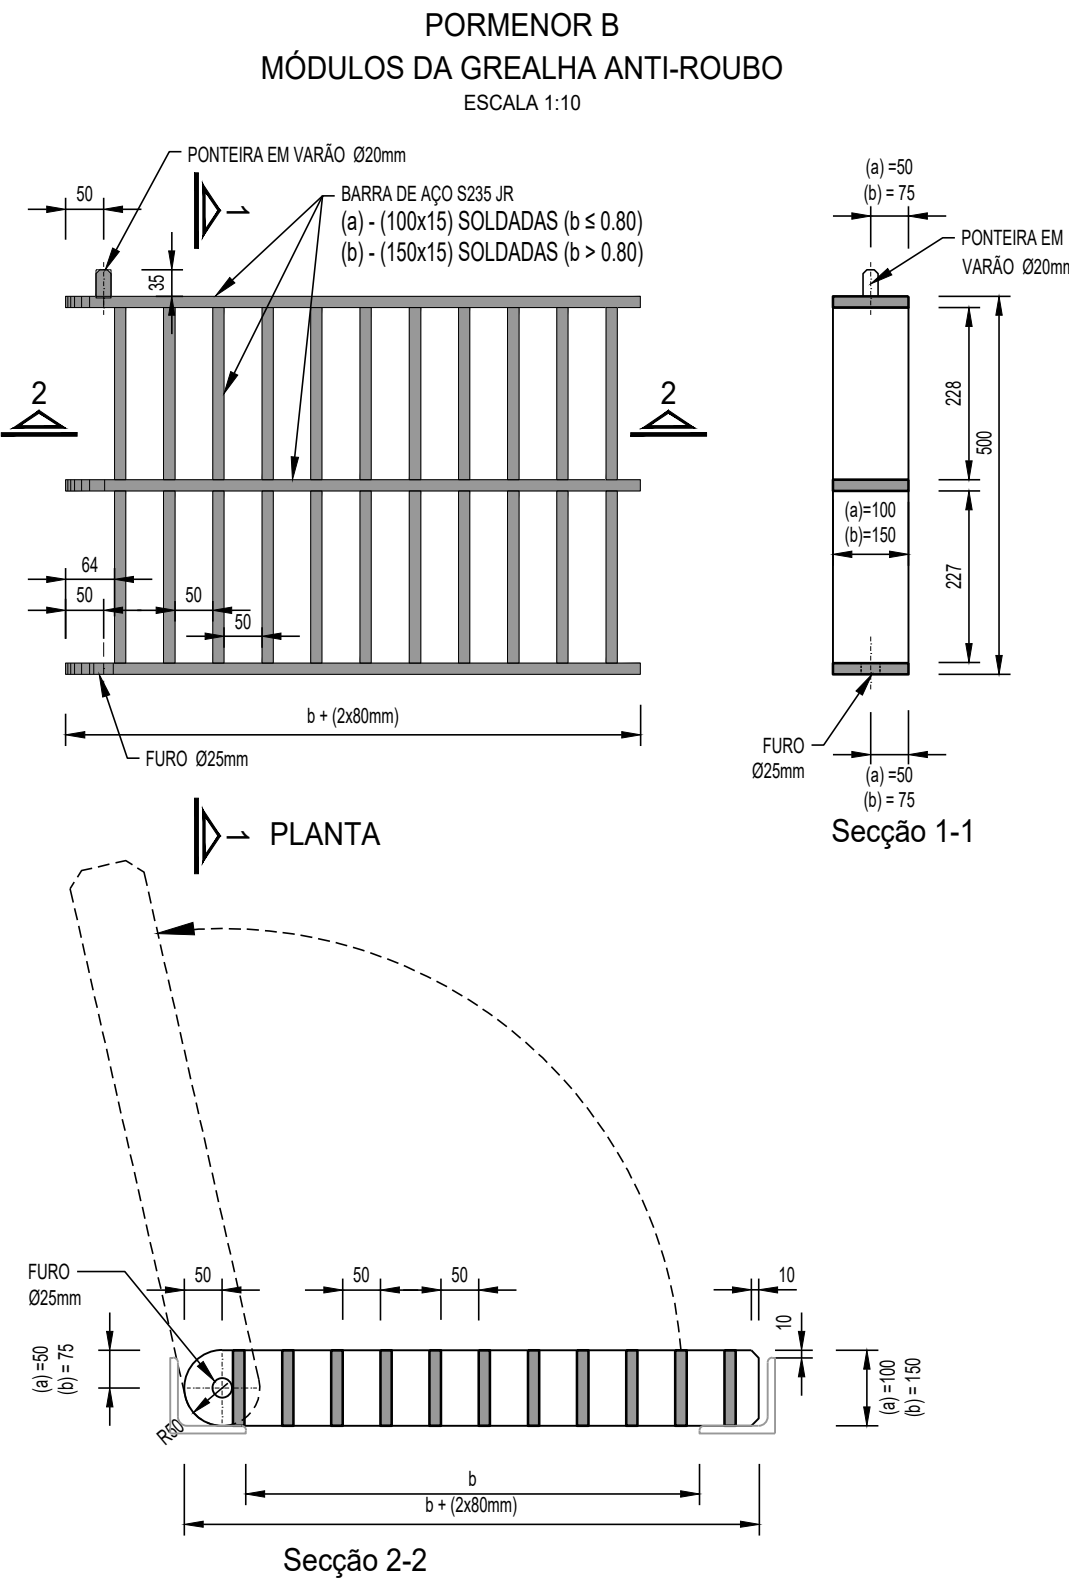 PORMENOR B
MÓDULOS DA GREALHA ANTI-ROUBO
ESCALA 1:10
PONTEIRA EM VARÃO Ø20mm
50
1
BARRA DE AÇO S235 JR
(a) - (100x15) SOLDADAS (b ≤ 0.80)
(b) - (150x15) SOLDADAS (b > 0.80)
35
2
2
64
50
50
50
b + (2x80mm)
FURO Ø25mm
1
PLANTA
(a) =50
(b) = 75
PONTEIRA EM
VARÃO Ø20mm
228
500
(a)=100
(b)=150
227
FURO
Ø25mm
(a) =50
(b) = 75
Secção 1-1
FURO
Ø25mm
50
50
50
10
10
(a) =50
(b) = 75
R50
(a) =100
(b) = 150
b
b + (2x80mm)
Secção 2-2